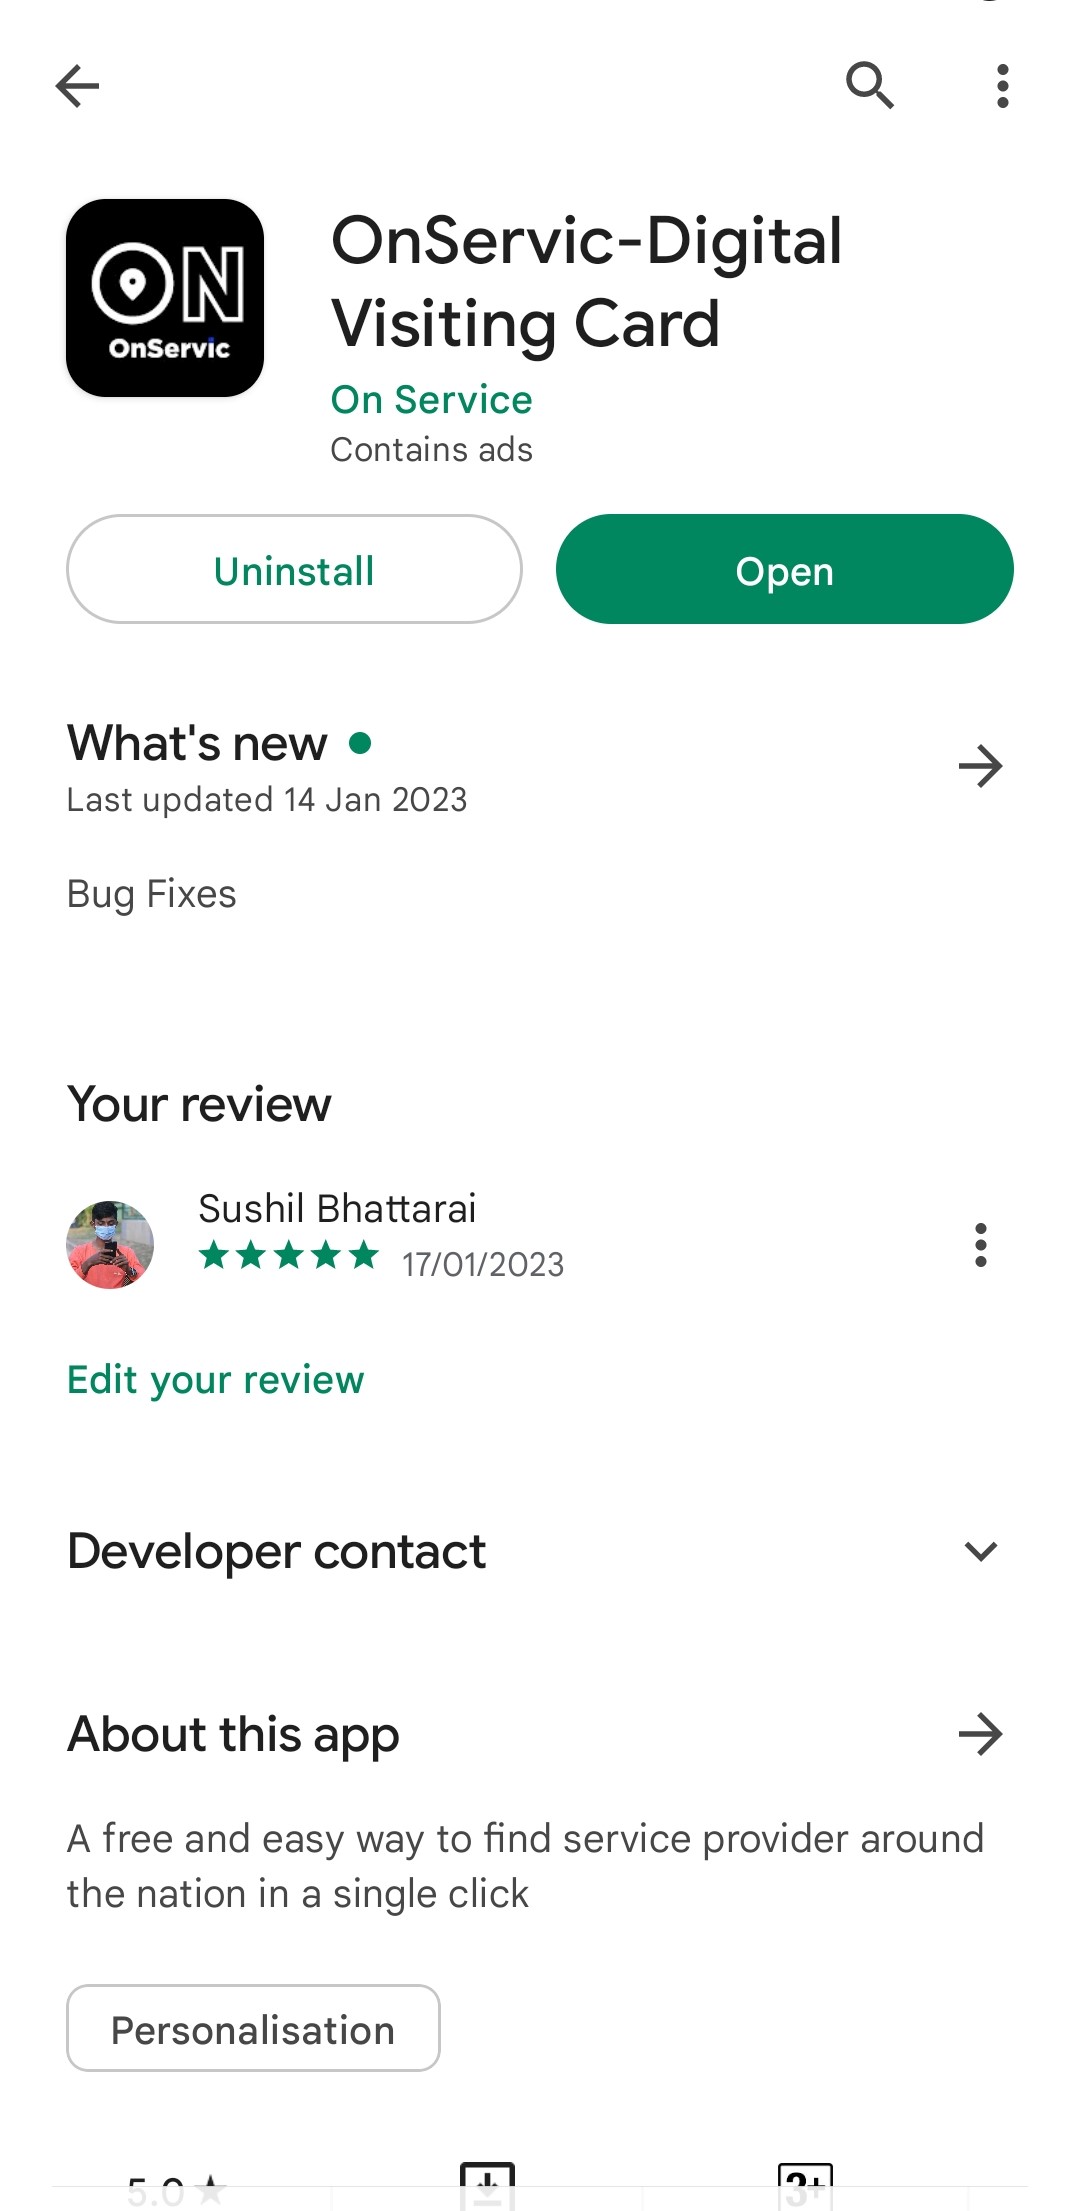 ON
OnServic
OnServic-Digital
Visiting Card
On Service
Contains ads
Uninstall
Open
What's new
Last updated 14 Jan 2023
Bug Fixes
Your review
Sushil Bhattarai
17/01/2023
Edit your review
Developer contact
About this app
A free and easy way to find service provider around
the nation in a single click
Personalisation
5.0
3+